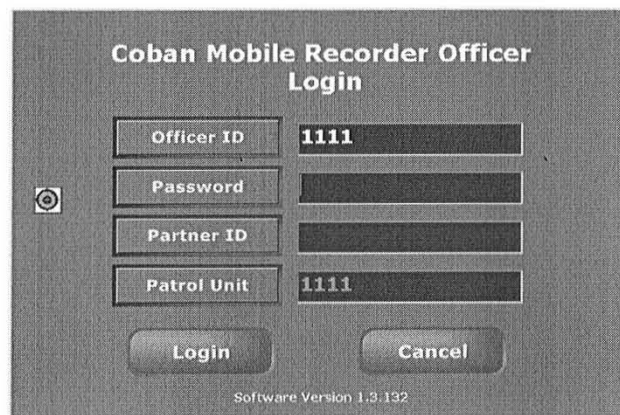 Coban Mobile Recorder Officer
Login
Officer ID 1111
Password
Partner ID
Patrol Unit 1111
Login Cancel
Software Version 1.3.132